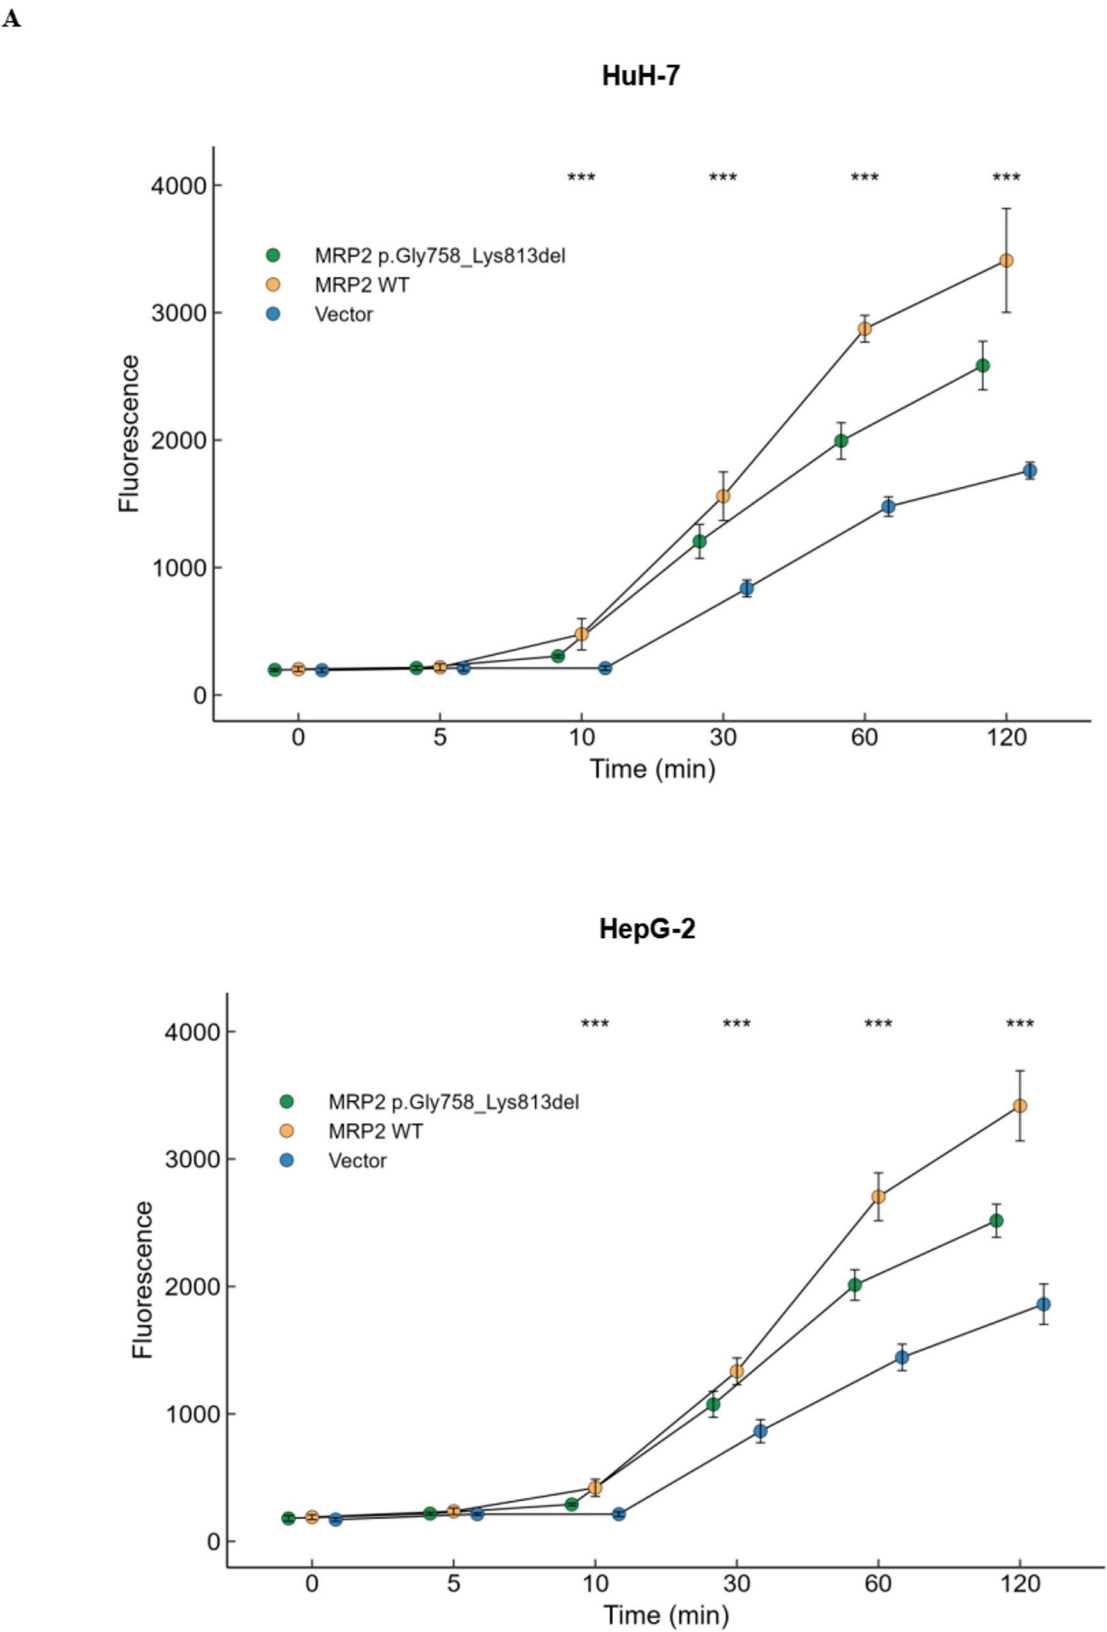 A
HuH-7
*** *** *** ***
4000
MRP2 p.Gly758_Lys813del
MRP2 WT
3000
Vector
Fluorescence
2000
1000
0
0 5 10 30 60 120
Time (min)
HepG-2
*** *** *** ***
4000
MRP2 p.Gly758_Lys813del
MRP2 WT
3000
Vector
Fluorescence
2000
1000
0
0 5 10 30 60 120
Time (min)